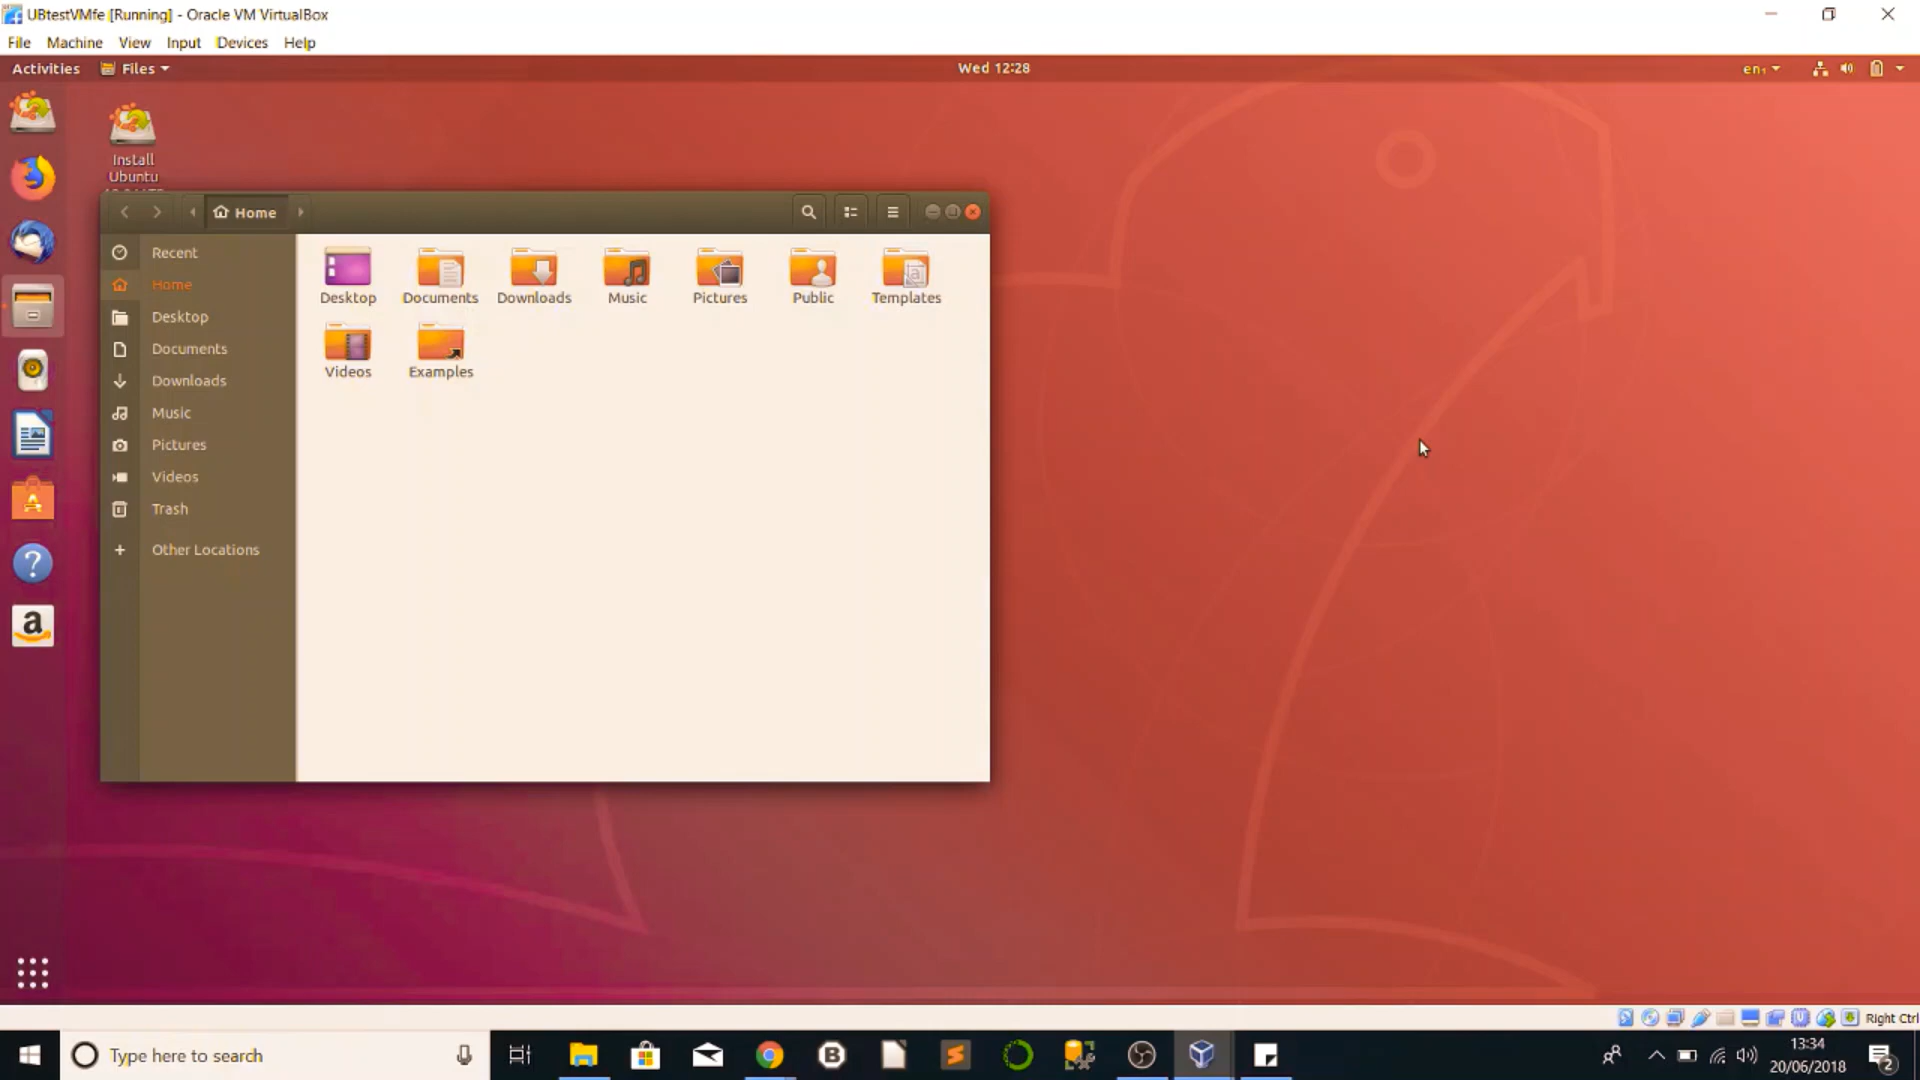 UBtestVMfe [Running] - Oracle VM VirtualBox
File Machine View Input Devices Help
Activities Files Wed 12:28 en₁
Install
Ubuntu
Home
Recent
Home
Desktop
Documents
Downloads
Music
Pictures
Videos
Trash
Other Locations
Desktop Documents Downloads Music Pictures Public Templates
Videos Examples
Right Ctrl
Type here to search
13:34
20/06/2018
2